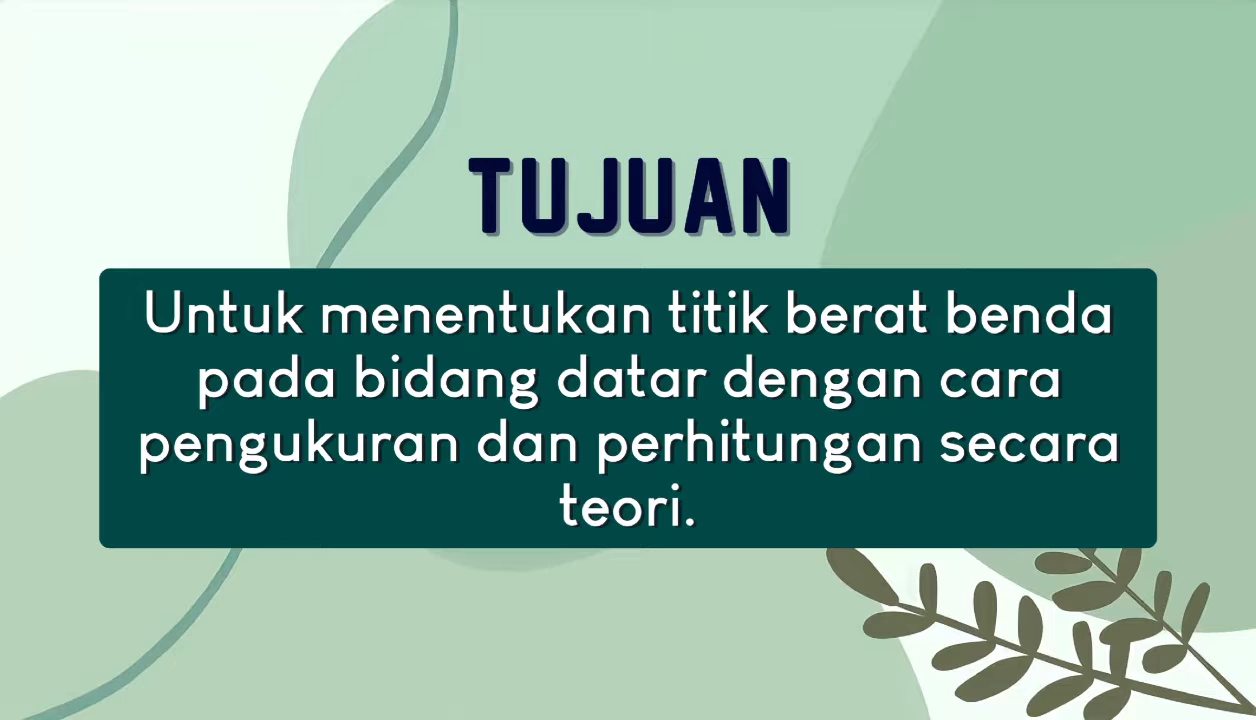 TUJUAN
Untuk menentukan titik berat benda
pada bidang datar dengan cara
pengukuran dan perhitungan secara
teori.